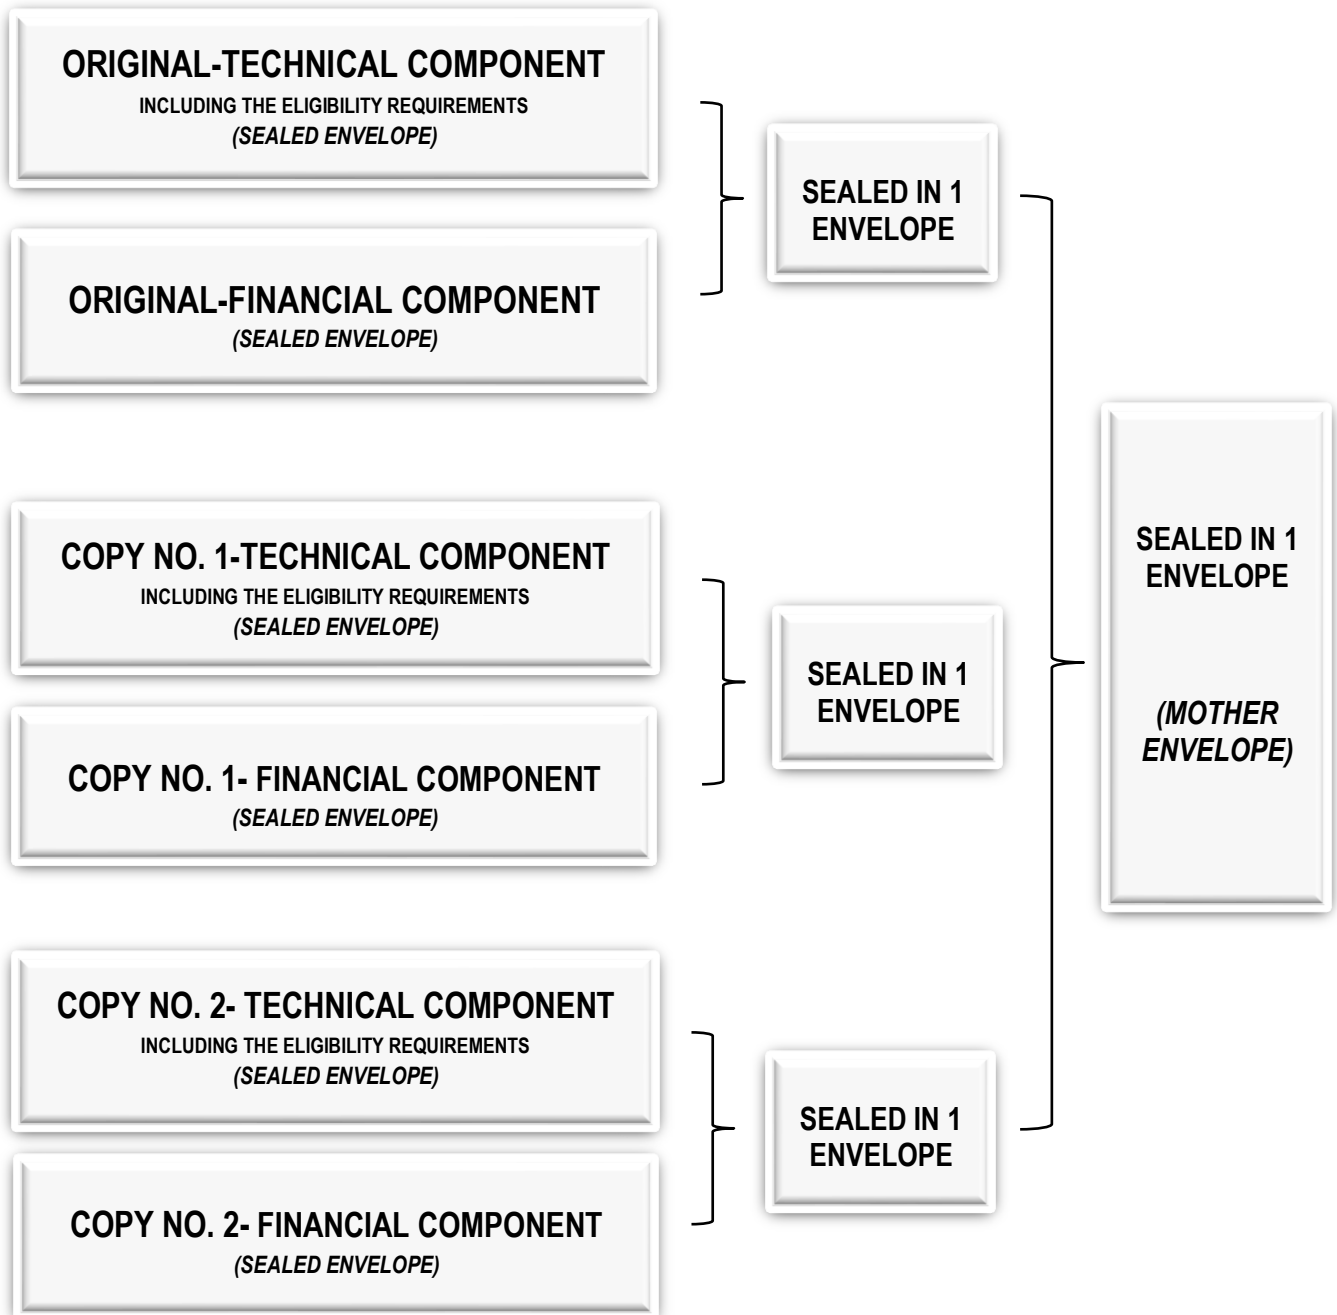 ORIGINAL-TECHNICAL COMPONENT
INCLUDING THE ELIGIBILITY REQUIREMENTS
(SEALED ENVELOPE)
ORIGINAL-FINANCIAL COMPONENT
(SEALED ENVELOPE)
SEALED IN 1
ENVELOPE
COPY NO. 1-TECHNICAL COMPONENT
INCLUDING THE ELIGIBILITY REQUIREMENTS
(SEALED ENVELOPE)
COPY NO. 1- FINANCIAL COMPONENT
(SEALED ENVELOPE)
SEALED IN 1
ENVELOPE
COPY NO. 2- TECHNICAL COMPONENT
INCLUDING THE ELIGIBILITY REQUIREMENTS
(SEALED ENVELOPE)
COPY NO. 2- FINANCIAL COMPONENT
(SEALED ENVELOPE)
SEALED IN 1
ENVELOPE
SEALED IN 1
ENVELOPE
(MOTHER
ENVELOPE)